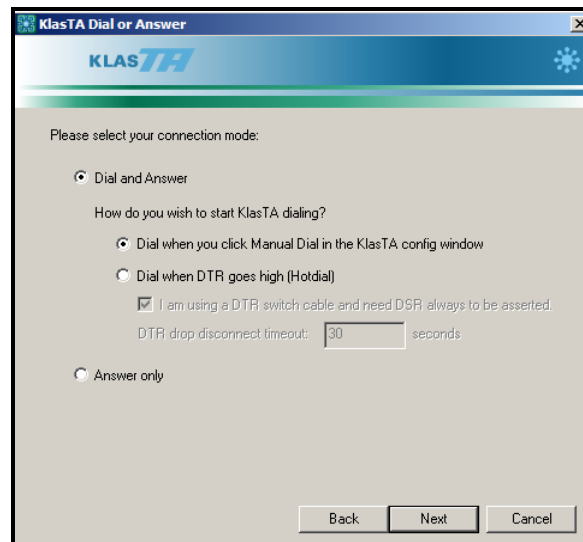 KlasTA Dial or Answer
KLAS TA
Please select your connection mode:
Dial and Answer
How do you wish to start KlasTA dialing?
Dial when you click Manual Dial in the KlasTA config window
Dial when DTR goes high (Hotdial)
I am using a DTR switch cable and need DSR always to be asserted.
DTR drop disconnect timeout: 30 seconds
Answer only
Back Next Cancel